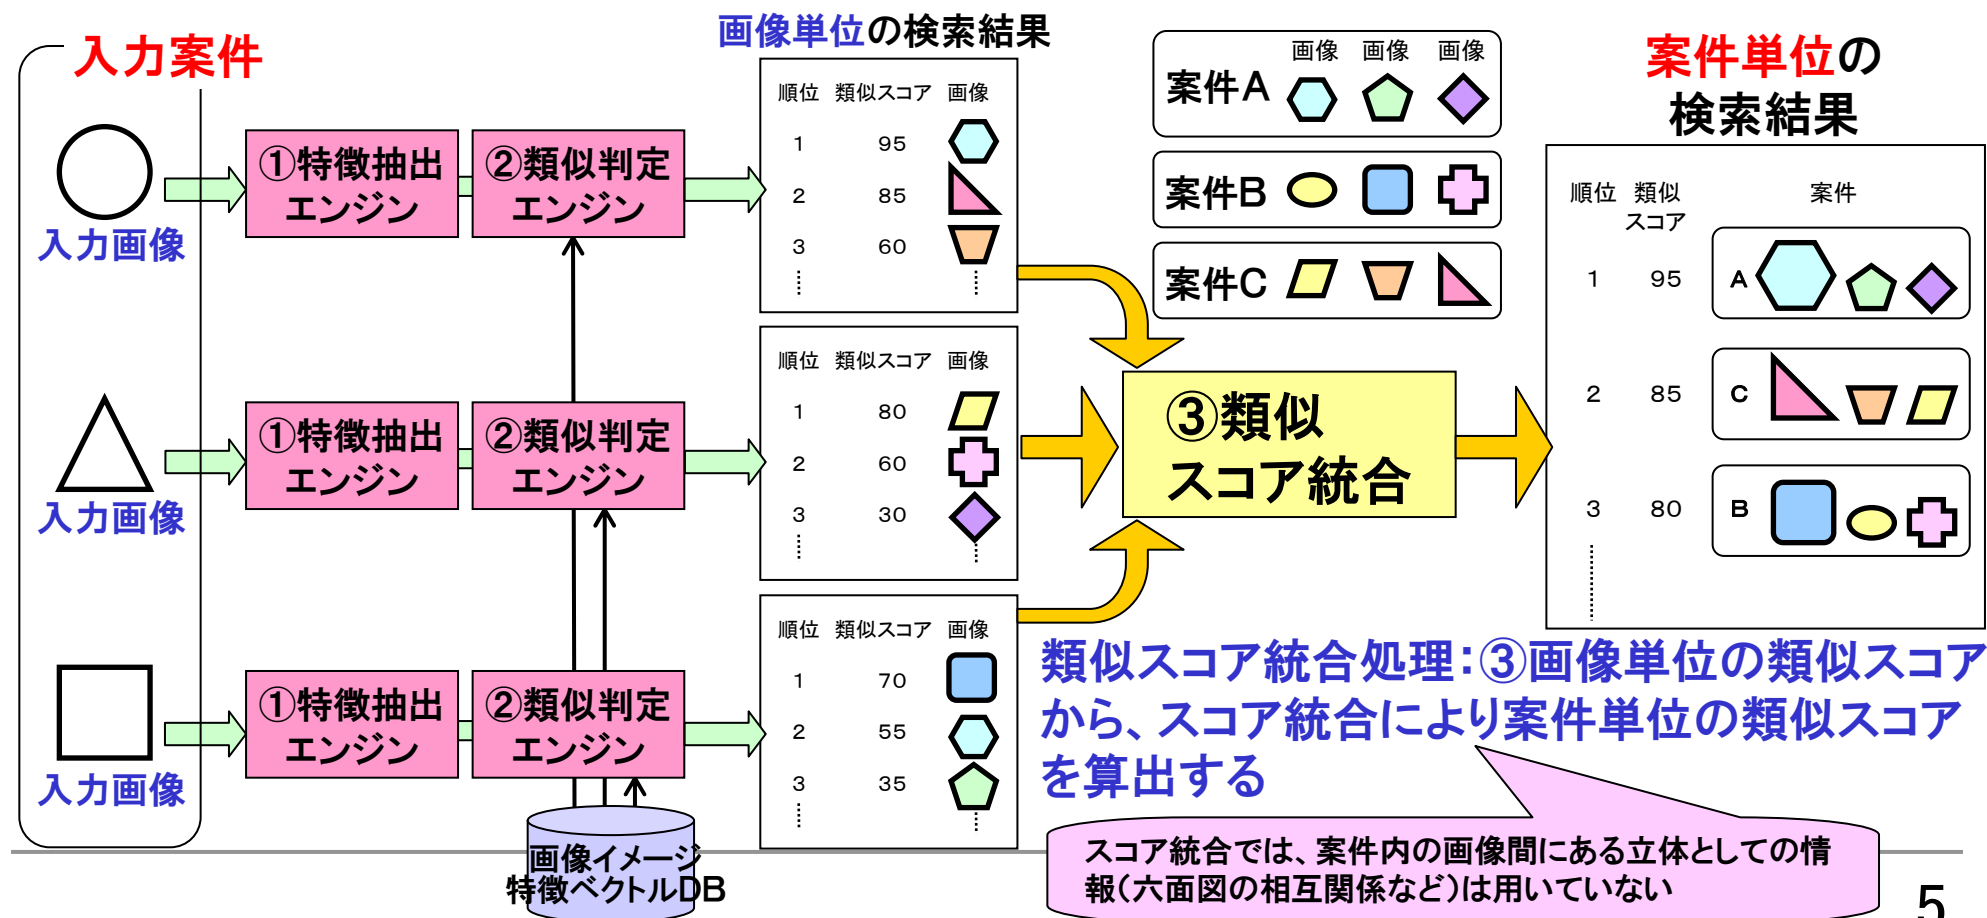 入力案件
入力画像
入力画像
入力画像
①特徴抽出
エンジン
②類似判定
エンジン
①特徴抽出
エンジン
②類似判定
エンジン
①特徴抽出
エンジン
②類似判定
エンジン
画像イメージ
特徴ベクトルDB
画像単位の検索結果
順位 類似スコア 画像
1 95
2 85
3 60
順位 類似スコア 画像
1 80
2 60
3 30
順位 類似スコア 画像
1 70
2 55
3 35
画像 画像 画像
案件A
案件B
案件C
③類似
スコア統合
案件単位の
検索結果
順位 類似 案件
スコア
1 95 A
2 85 C
3 80 B
類似スコア統合処理：③画像単位の類似スコア
から、スコア統合により案件単位の類似スコア
を算出する
スコア統合では、案件内の画像間にある立体としての情
報（六面図の相互関係など）は用いていない
5